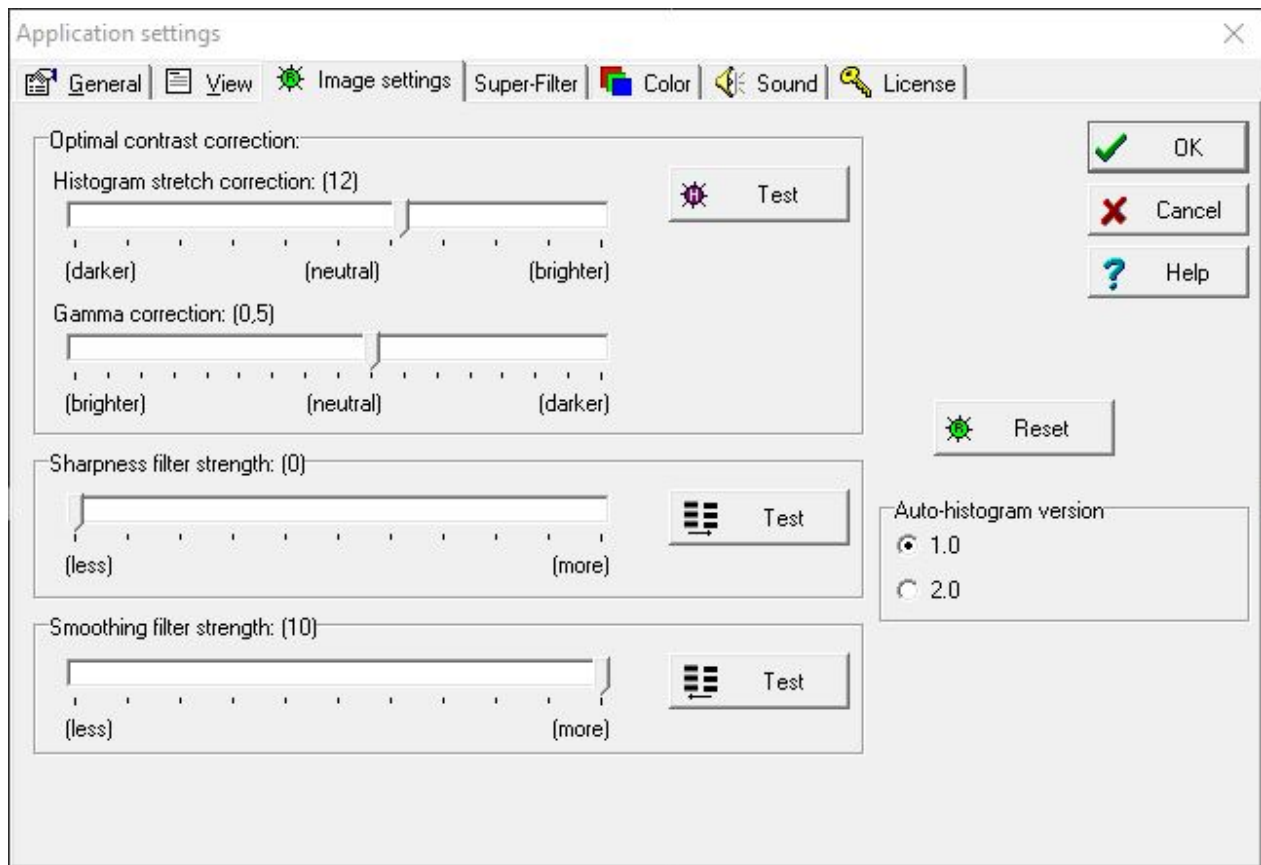 Application settings
General View Image settings Super-Filter Color Sound License
Optimal contrast correction:
Histogram stretch correction: (12)
(darker) (neutral) (brighter)
Test
Gamma correction: (0,5)
(brighter) (neutral) (darker)
Sharpness filter strength: (0)
(less) (more)
Test
Smoothing filter strength: (10)
(less) (more)
Test
OK
Cancel
Help
Reset
Auto-histogram version
1.0
2.0